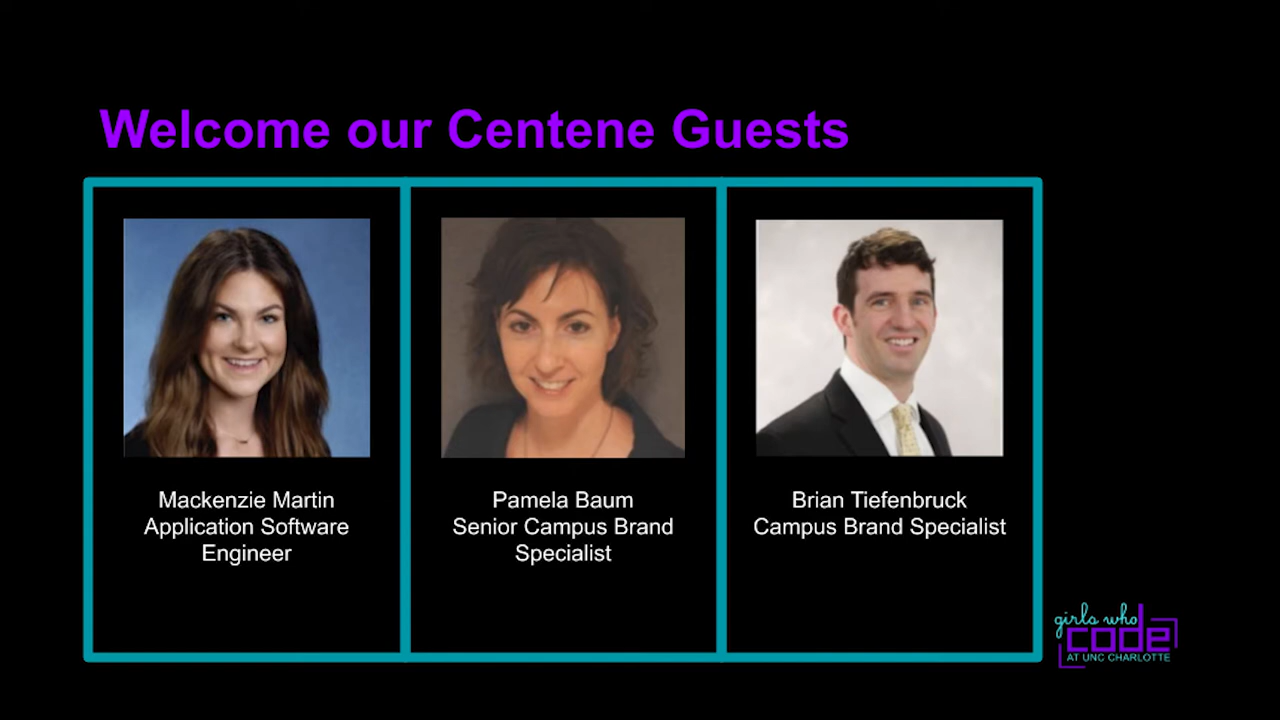 Welcome our Centene Guests
Mackenzie Martin
Application Software
Engineer
Pamela Baum
Senior Campus Brand
Specialist
Brian Tiefenbruck
Campus Brand Specialist
girls who
code
AT UNC CHARLOTTE